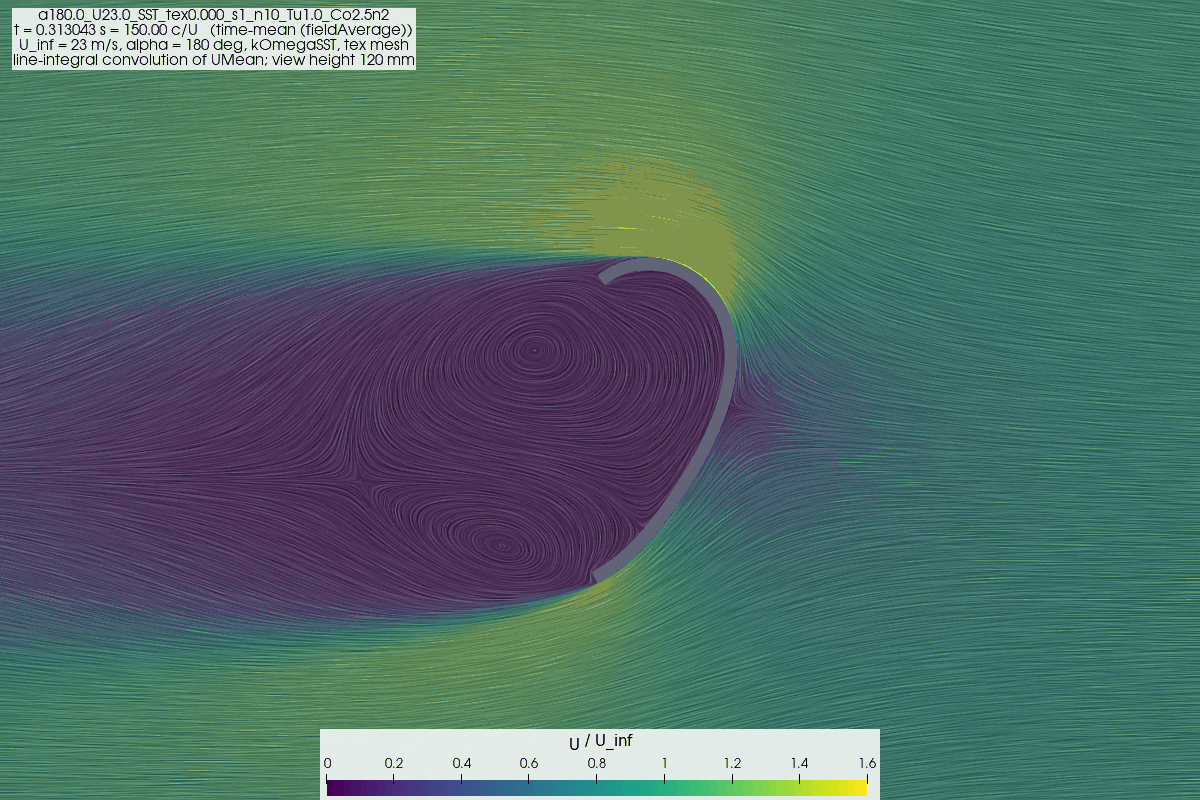 a180.0_U23.0_SST_tex0.000_s1_n10_Tu1.0_Co2.5n2
t = 0.313043 s = 150.00 c/U (time-mean (fieldAverage))
U_inf = 23 m/s, alpha = 180 deg, kOmegaSST, tex mesh
line-integral convolution of UMean; view height 120 mm
U / U_inf
0 0.2 0.4 0.6 0.8 1 1.2 1.4 1.6